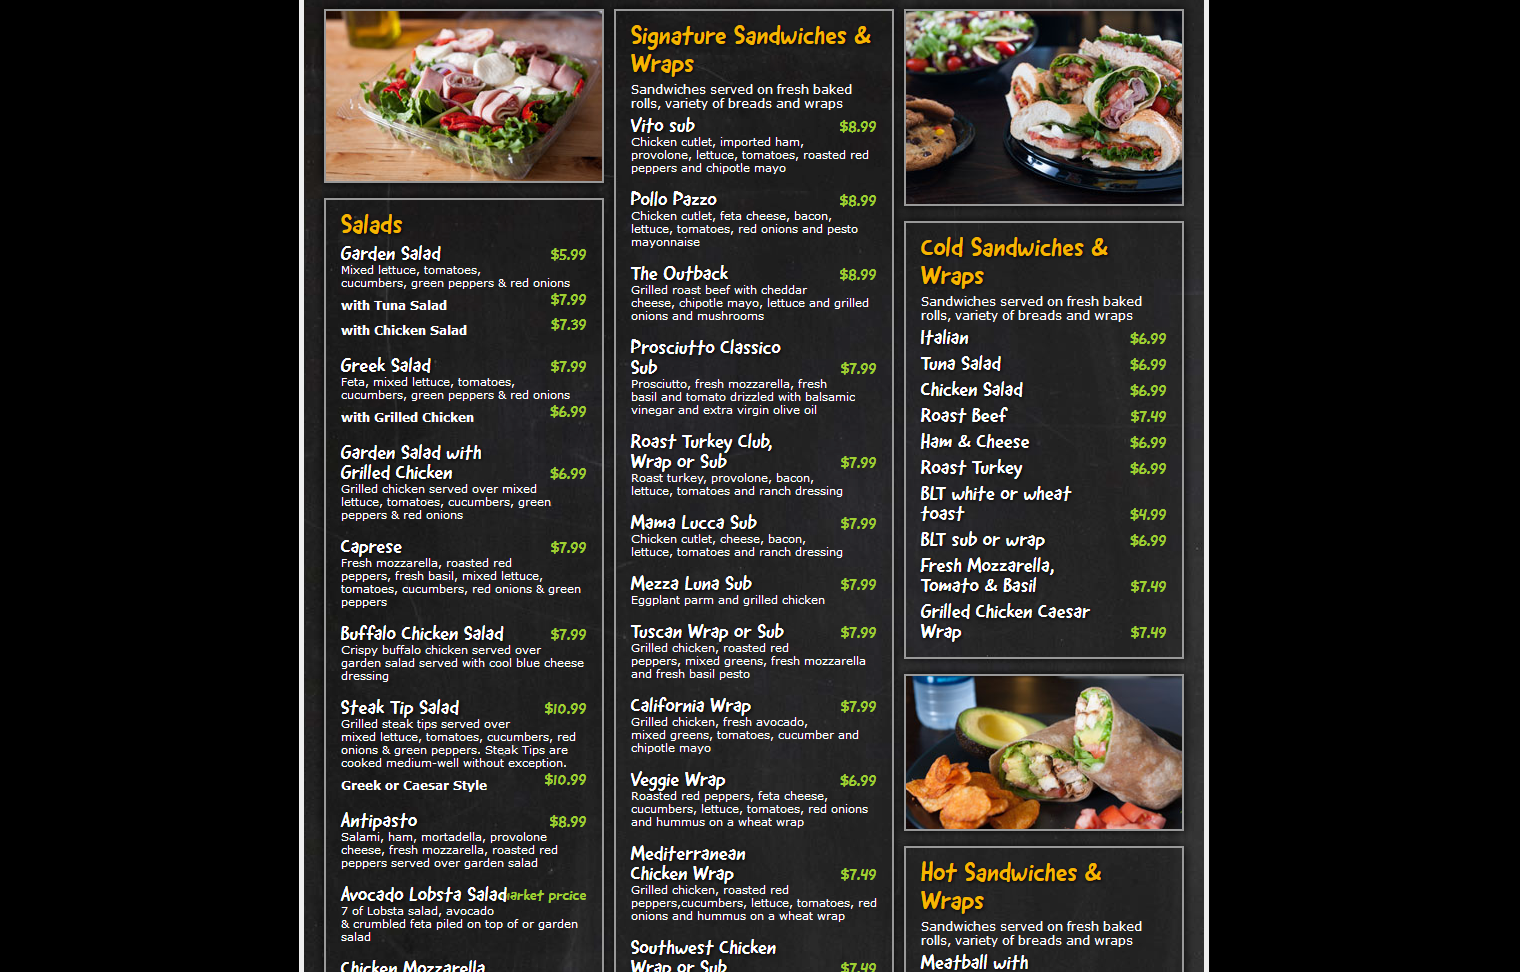 Salads
Garden Salad $5.99
Mixed lettuce, tomatoes,
cucumbers, green peppers & red onions
with Tuna Salad $7.99
with Chicken Salad $7.39
Greek Salad $7.99
Feta, mixed lettuce, tomatoes,
cucumbers, green peppers & red onions
with Grilled Chicken $6.99
Garden Salad with
Grilled Chicken $6.99
Grilled chicken served over mixed
lettuce, tomatoes, cucumbers, green
peppers & red onions
Caprese $7.99
Fresh mozzarella, roasted red
peppers, fresh basil, mixed lettuce,
tomatoes, cucumbers, red onions & green
peppers
Buffalo Chicken Salad $7.99
Crispy buffalo chicken served over
garden salad served with cool blue cheese
dressing
Steak Tip Salad $10.99
Grilled steak tips served over
mixed lettuce, tomatoes, cucumbers, red
onions & green peppers. Steak Tips are
cooked medium-well without exception.
Greek or Caesar Style $10.99
Antipasto $8.99
Salami, ham, mortadella, provolone
cheese, fresh mozzarella, roasted red
peppers served over garden salad
Avocado Lobsta Salad arket prcice
7 of Lobsta salad, avocado
& crumbled feta piled on top of or garden
salad
Chicken Mozzarella
Signature Sandwiches &
Wraps
Sandwiches served on fresh baked
rolls, variety of breads and wraps
Vito sub $8.99
Chicken cutlet, imported ham,
provolone, lettuce, tomatoes, roasted red
peppers and chipotle mayo
Pollo Pazzo $8.99
Chicken cutlet, feta cheese, bacon,
lettuce, tomatoes, red onions and pesto
mayonnaise
The Outback $8.99
Grilled roast beef with cheddar
cheese, chipotle mayo, lettuce and grilled
onions and mushrooms
Prosciutto Classico
Sub $7.99
Prosciutto, fresh mozzarella, fresh
basil and tomato drizzled with balsamic
vinegar and extra virgin olive oil
Roast Turkey Club,
Wrap or Sub $7.99
Roast turkey, provolone, bacon,
lettuce, tomatoes and ranch dressing
Mama Lucca Sub $7.99
Chicken cutlet, cheese, bacon,
lettuce, tomatoes and ranch dressing
Mezza Luna Sub $7.99
Eggplant parm and grilled chicken
Tuscan Wrap or Sub $7.99
Grilled chicken, roasted red
peppers, mixed greens, fresh mozzarella
and fresh basil pesto
California Wrap $7.99
Grilled chicken, fresh avocado,
mixed greens, tomatoes, cucumber and
chipotle mayo
Veggie Wrap $6.99
Roasted red peppers, feta cheese,
cucumbers, lettuce, tomatoes, red onions
and hummus on a wheat wrap
Mediterranean
Chicken Wrap $7.49
Grilled chicken, roasted red
peppers,cucumbers, lettuce, tomatoes, red
onions and hummus on a wheat wrap
Southwest Chicken
Wrap or Sub $7.49
Cold Sandwiches &
Wraps
Sandwiches served on fresh baked
rolls, variety of breads and wraps
Italian $6.99
Tuna Salad $6.99
Chicken Salad $6.99
Roast Beef $7.49
Ham & Cheese $6.99
Roast Turkey $6.99
BLT white or wheat
toast $4.99
BLT sub or wrap $6.99
Fresh Mozzarella,
Tomato & Basil $7.49
Grilled Chicken Caesar
Wrap $7.49
Hot Sandwiches &
Wraps
Sandwiches served on fresh baked
rolls, variety of breads and wraps
Meatball with